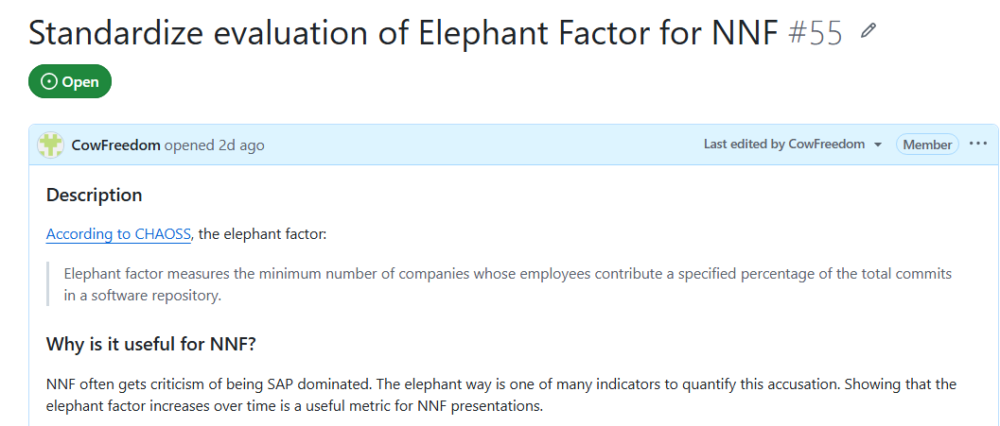 Standardize evaluation of Elephant Factor for NNF #55
Open
CowFreedom opened 2d ago
Last edited by CowFreedom
Member
Description
According to CHAOSS, the elephant factor:
Elephant factor measures the minimum number of companies whose employees contribute a specified percentage of the total commits
in a software repository.
Why is it useful for NNF?
NNF often gets criticism of being SAP dominated. The elephant way is one of many indicators to quantify this accusation. Showing that the
elephant factor increases over time is a useful metric for NNF presentations.